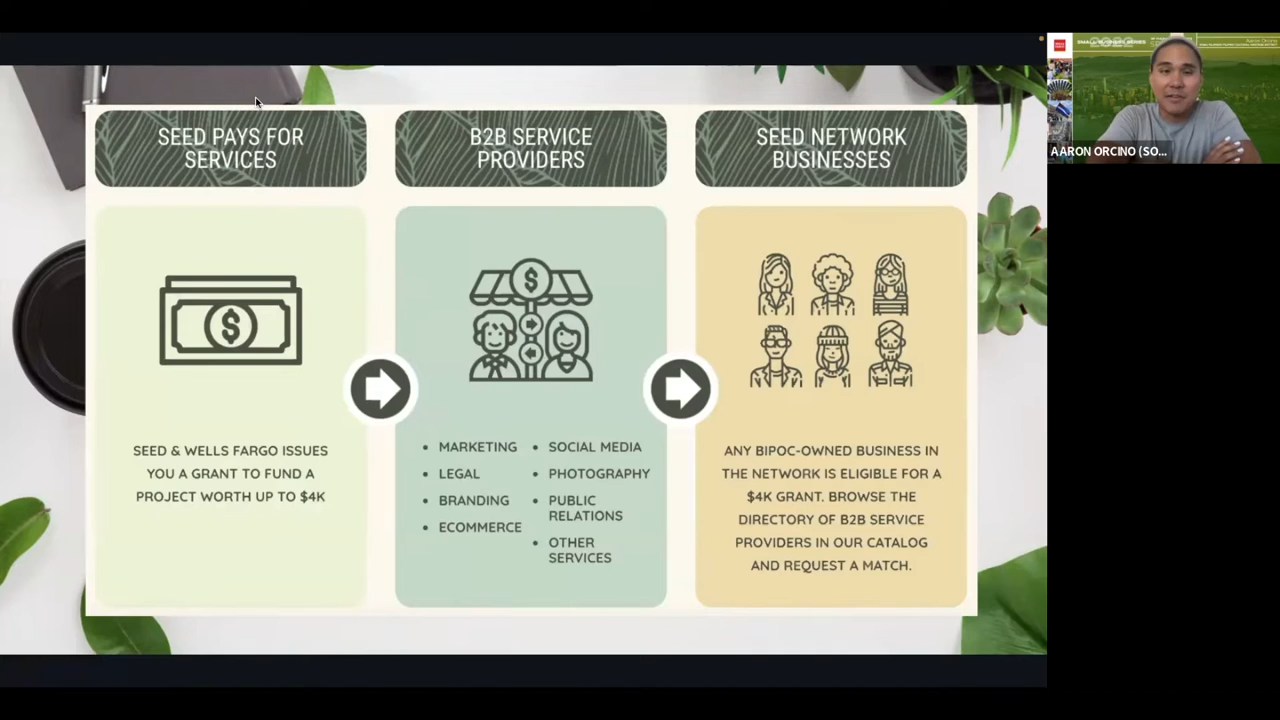 SEED PAYS FOR
SERVICES
SEED & WELLS FARGO ISSUES
YOU A GRANT TO FUND A
PROJECT WORTH UP TO $4K
B2B SERVICE
PROVIDERS
• MARKETING
• LEGAL
• BRANDING
• ECOMMERCE
• SOCIAL MEDIA
• PHOTOGRAPHY
• PUBLIC
RELATIONS
• OTHER
SERVICES
SEED NETWORK
BUSINESSES
ANY BIPOC-OWNED BUSINESS IN
THE NETWORK IS ELIGIBLE FOR A
$4K GRANT. BROWSE THE
DIRECTORY OF B2B SERVICE
PROVIDERS IN OUR CATALOG
AND REQUEST A MATCH.
Aaron Orcino
AARON ORCINO (SO...